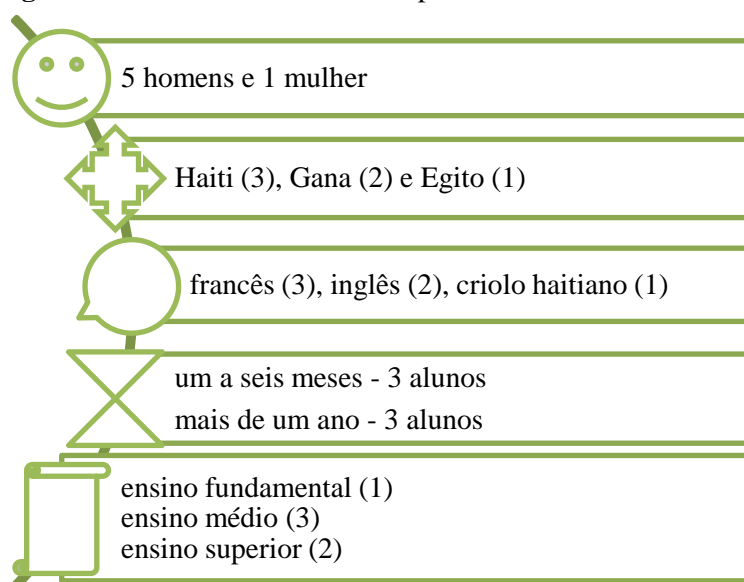 5 homens e 1 mulher
Haiti (3), Gana (2) e Egito (1)
francês (3), inglês (2), criolo haitiano (1)
um a seis meses - 3 alunos
mais de um ano - 3 alunos
ensino fundamental (1)
ensino médio (3)
ensino superior (2)